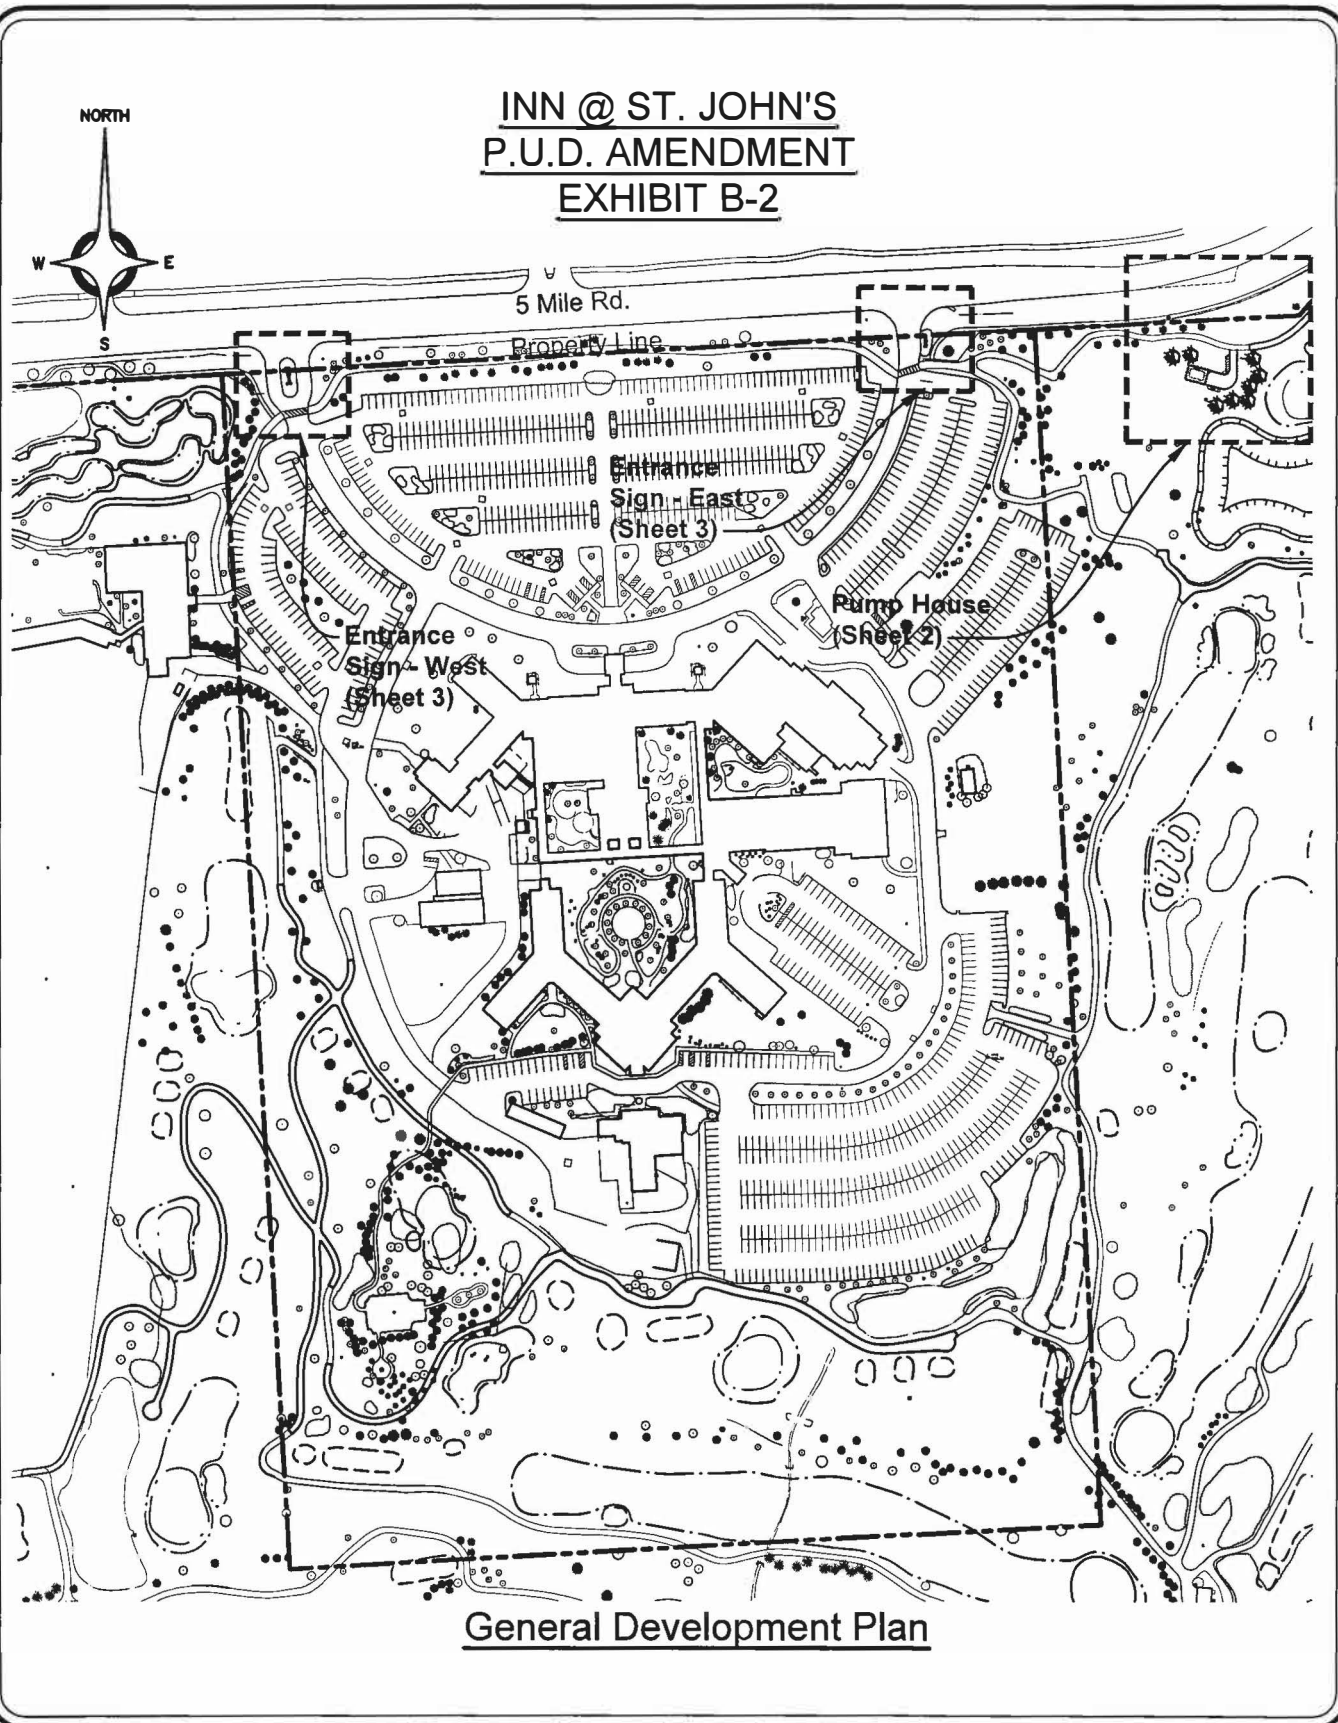 INN @ ST. JOHN'S
P.U.D. AMENDMENT
EXHIBIT B-2
NORTH
W
E
S
5 Mile Rd.
Property Line
Entrance
Sign - East
(Sheet 3)
Pump House
(Sheet 2)
Entrance
Sign - West
(Sheet 3)
General Development Plan